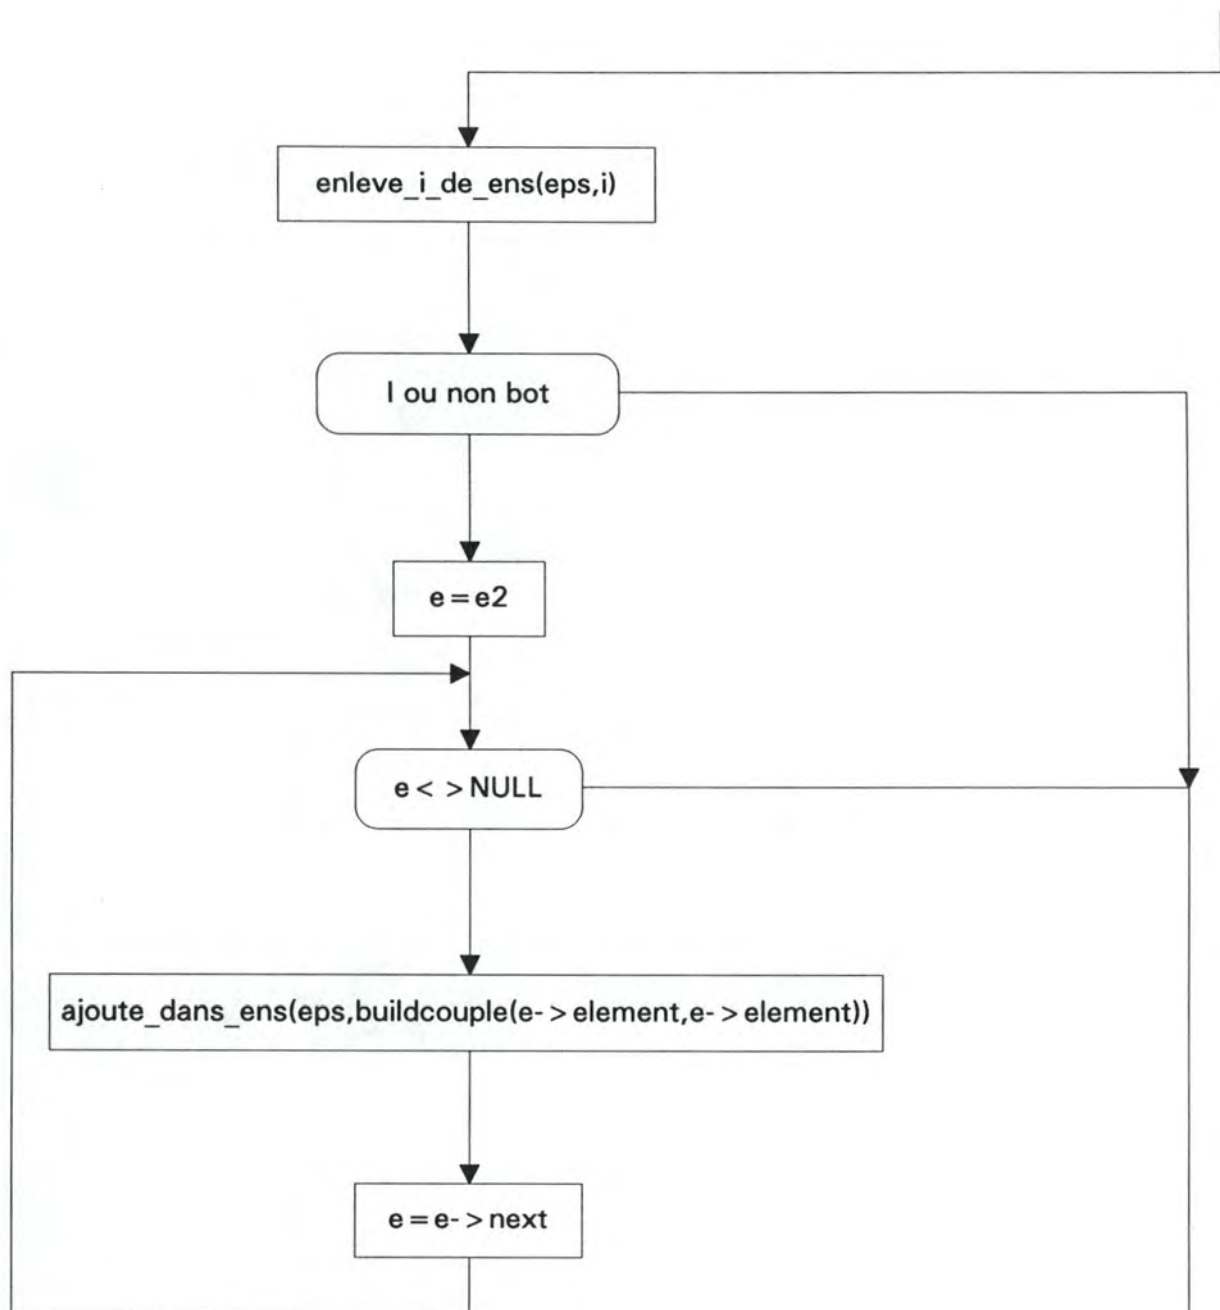 enleve_i_de_ens(eps,i)
I ou non bot
e = e2
e < > NULL
ajoute_dans_ens(eps,buildcouple(e- > element,e- > element))
e = e- > next